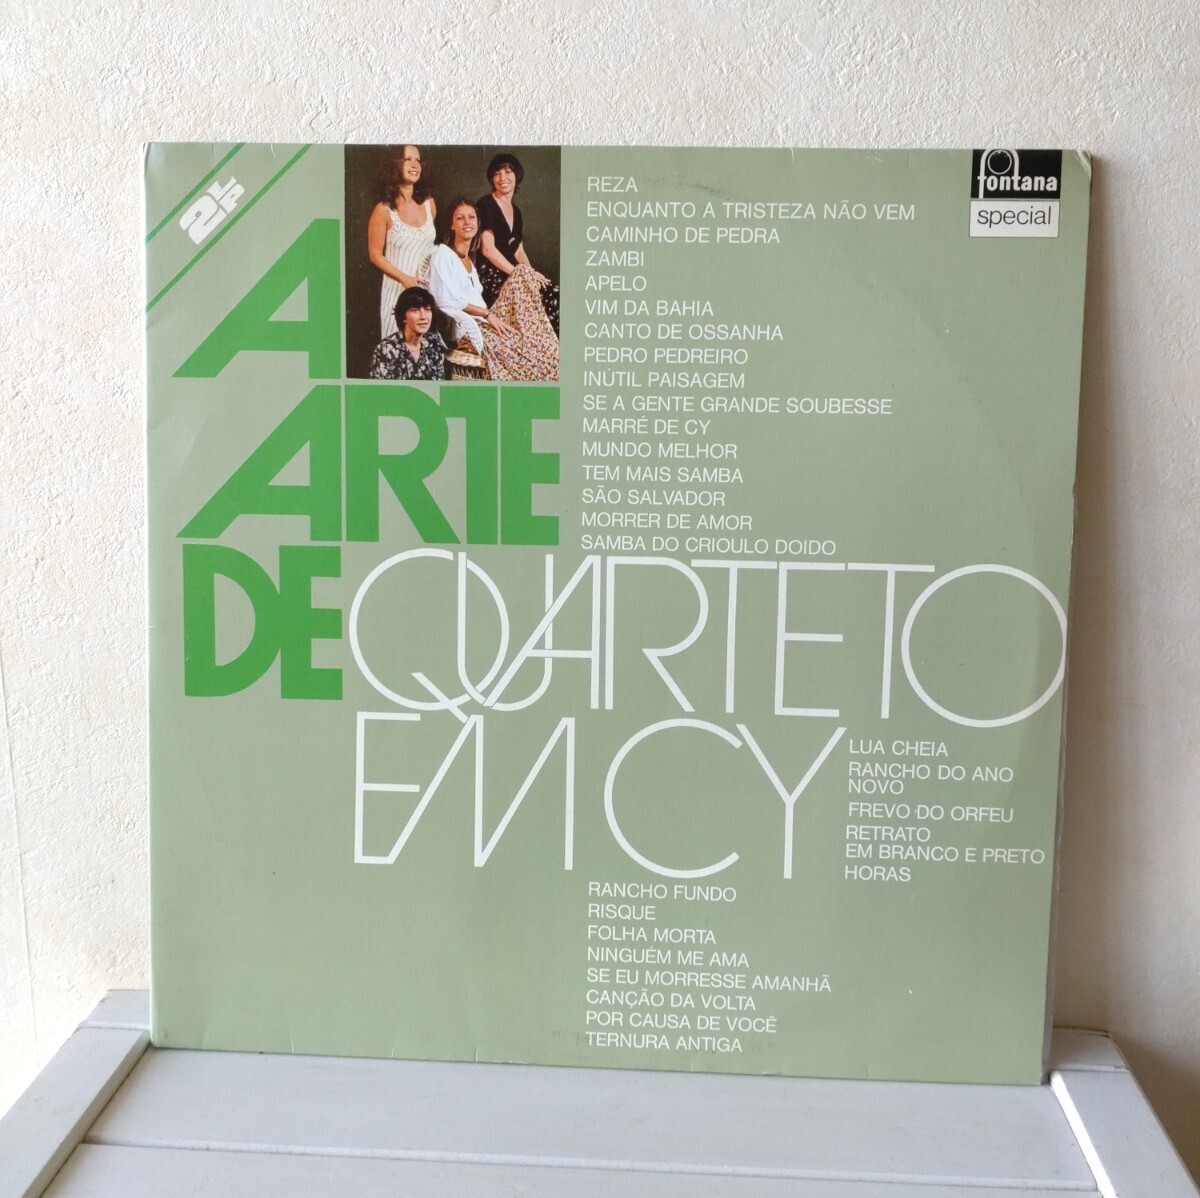 2LP
A
ARTE
DE
QUARTETO
EM CY
fontana
special
REZA
ENQUANTO A TRISTEZA NÃO VEM
CAMINHO DE PEDRA
ZAMBI
APELO
VIM DA BAHIA
CANTO DE OSSANHA
PEDRO PEDREIRO
INÚTIL PAISAGEM
SE A GENTE GRANDE SOUBESSE
MARRÉ DE CY
MUNDO MELHOR
TEM MAIS SAMBA
SÃO SALVADOR
MORRER DE AMOR
SAMBA DO CRIOULO DOIDO
LUA CHEIA
RANCHO DO ANO
NOVO
FREVO DO ORFEU
RETRATO
EM BRANCO E PRETO
HORAS
RANCHO FUNDO
RISQUE
FOLHA MORTA
NINGUÉM ME AMA
SE EU MORRESSE AMANHÃ
CANÇÃO DA VOLTA
POR CAUSA DE VOCÊ
TERNURA ANTIGA